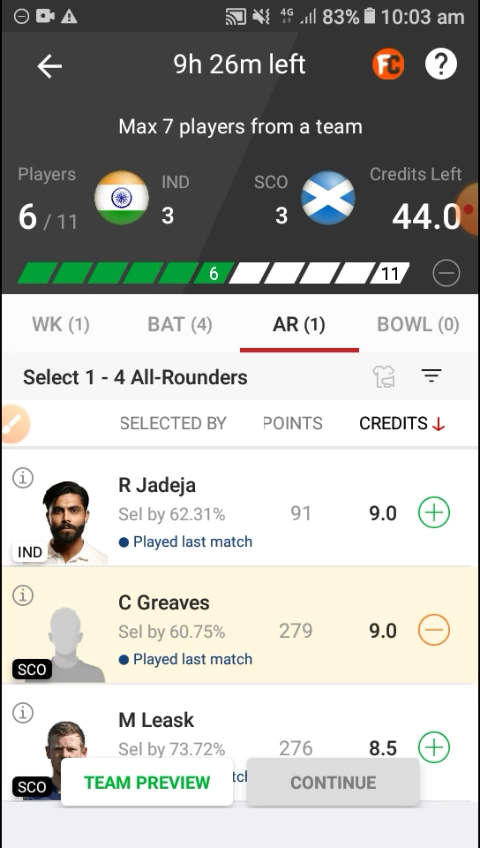 4G 83% 10:03 am
9h 26m left
FC ?
Max 7 players from a team
Players IND SCO Credits Left
6 / 11 3 3 44.0
6 11
WK (1) BAT (4) AR (1) BOWL (0)
Select 1 - 4 All-Rounders
SELECTED BY POINTS CREDITS
R Jadeja
Sel by 62.31% 91 9.0
Played last match
IND
C Greaves
Sel by 60.75% 279 9.0
Played last match
SCO
M Leask
Sel by 73.72% 276 8.5
SCO
TEAM PREVIEW CONTINUE